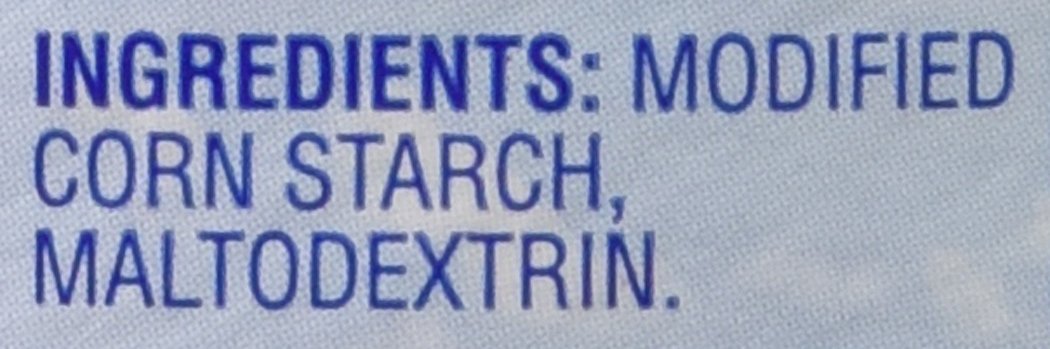 INGREDIENTS: MODIFIED
CORN STARCH,
MALTODEXTRIN.